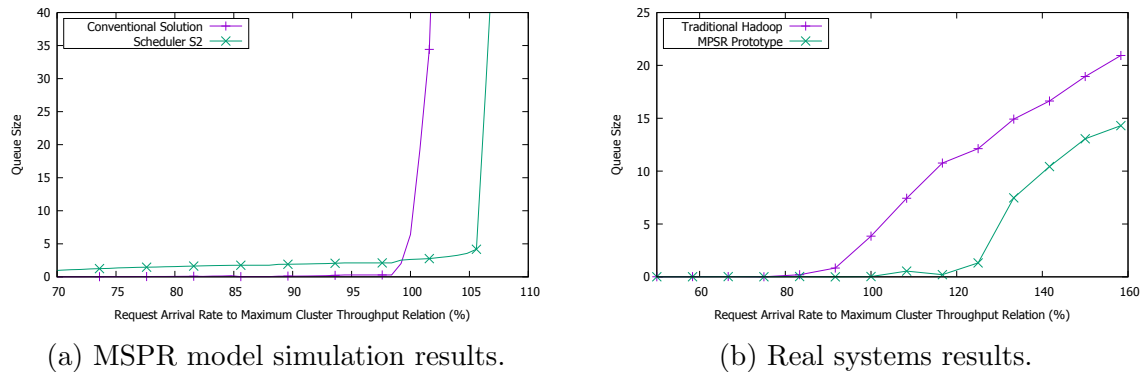 40
35
30
25
20
15
10
5
0
Queue Size
Conventional Solution
Scheduler S2
70 75 80 85 90 95 100 105 110
Request Arrival Rate to Maximum Cluster Throughput Relation (%)
(a) MSPR model simulation results.
25
20
15
10
5
0
Queue Size
Traditional Hadoop
MPSR Prototype
60 80 100 120 140 160
Request Arrival Rate to Maximum Cluster Throughput Relation (%)
(b) Real systems results.